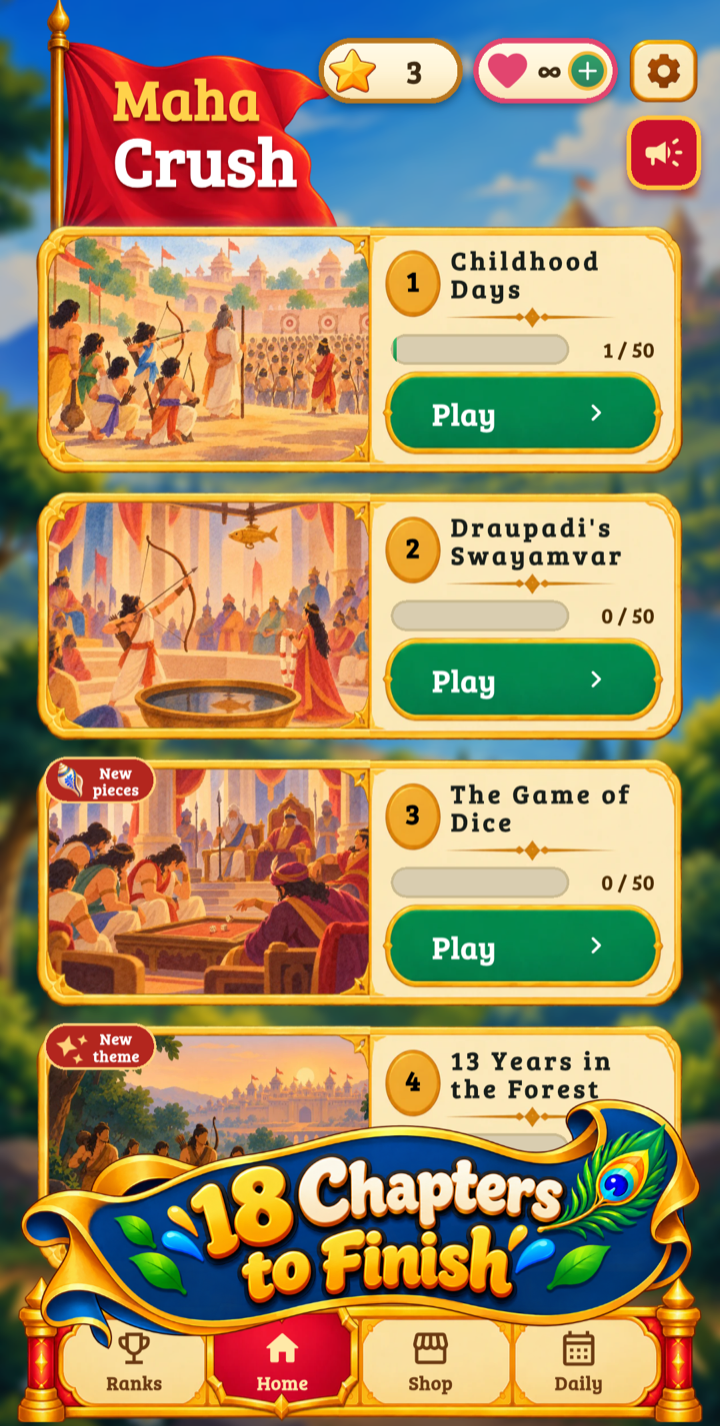 Maha
Crush
3
∞
1
Childhood
Days
1 / 50
Play
2
Draupadi's
Swayamvar
0 / 50
Play
New
pieces
3
The Game of
Dice
0 / 50
Play
New
theme
4
13 Years in
the Forest
18 Chapters
to Finish
Ranks
Home
Shop
Daily